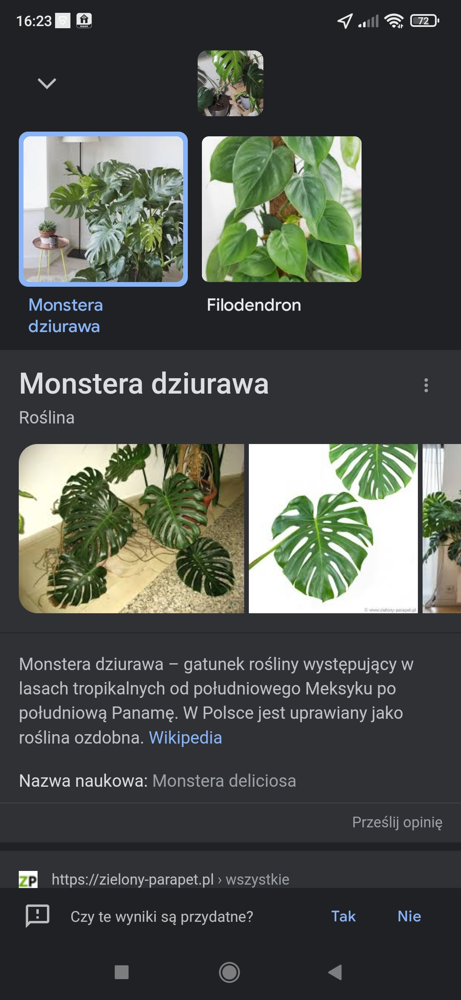 16:23
PHILIPS
72
Monstera
dziurawa
Filodendron
Monstera dziurawa
Roślina
© www.zielony-parapet.pl
Monstera dziurawa – gatunek rośliny występujący w
lasach tropikalnych od południowego Meksyku po
południową Panamę. W Polsce jest uprawiany jako
roślina ozdobna. Wikipedia
Nazwa naukowa: Monstera deliciosa
Prześlij opinię
ZP https://zielony-parapet.pl › wszystkie
Czy te wyniki są przydatne? Tak Nie